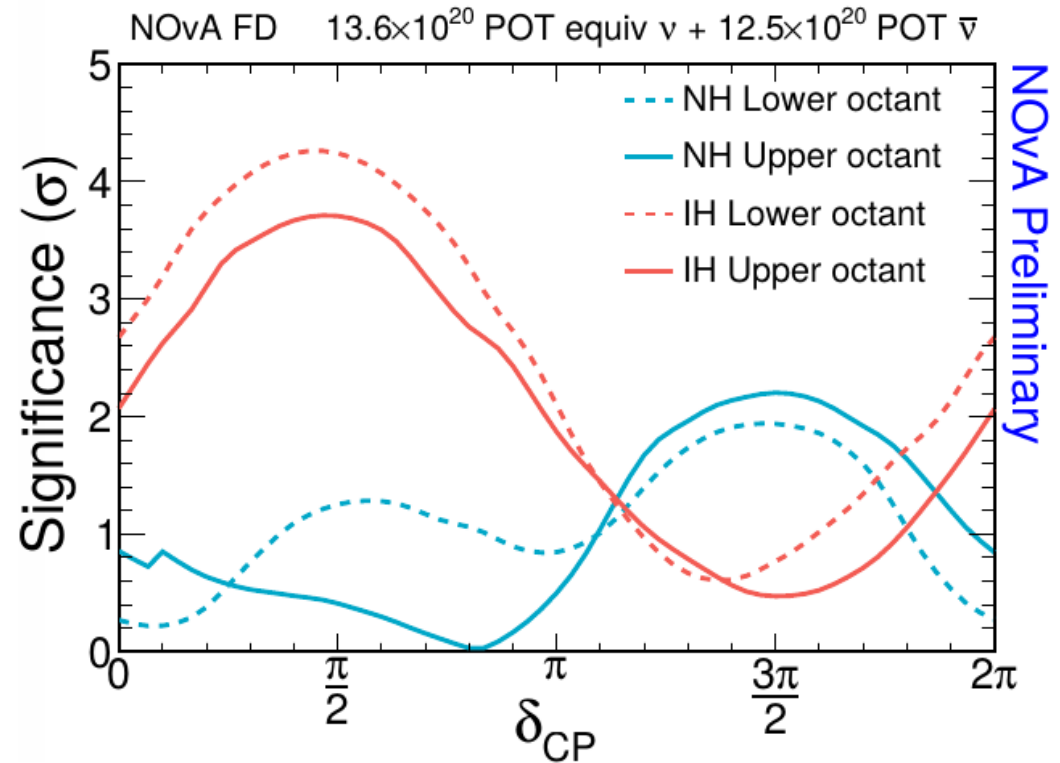 NOvA FD 13.6×10²⁰ POT equiv ν + 12.5×10²⁰ POT ν̅
5
4
3
2
1
0
Significance (σ)
NH Lower octant
NH Upper octant
IH Lower octant
IH Upper octant
NOvA Preliminary
0 π/2 π 3π/2 2π
δCP